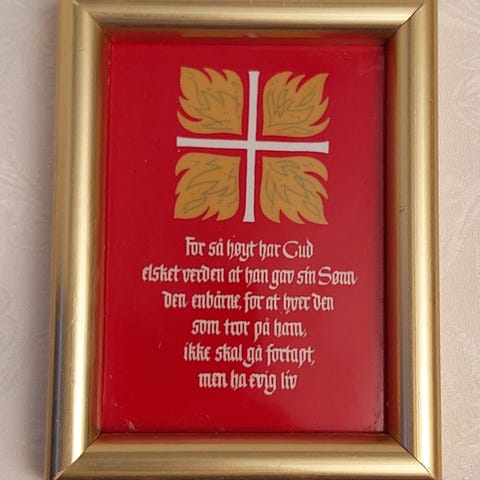 For så høyt har Gud
elsket verden at han gav sin Sønn
den enbårne, for at hver den
som tror på ham,
ikke skal gå fortapt,
men ha evig liv